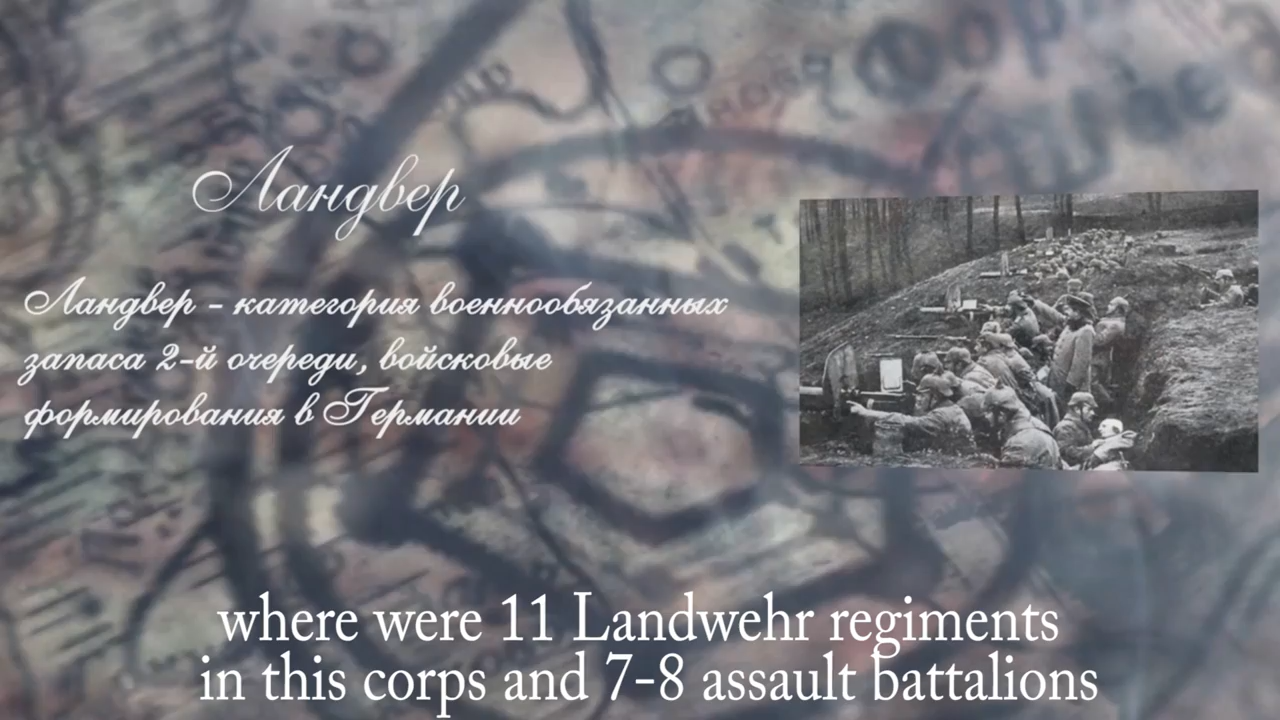 Ландвер
Ландвер - категория военнообязанных
запаса 2-й очереди, войсковые
формирования в Германии
where were 11 Landwehr regiments
in this corps and 7-8 assault battalions